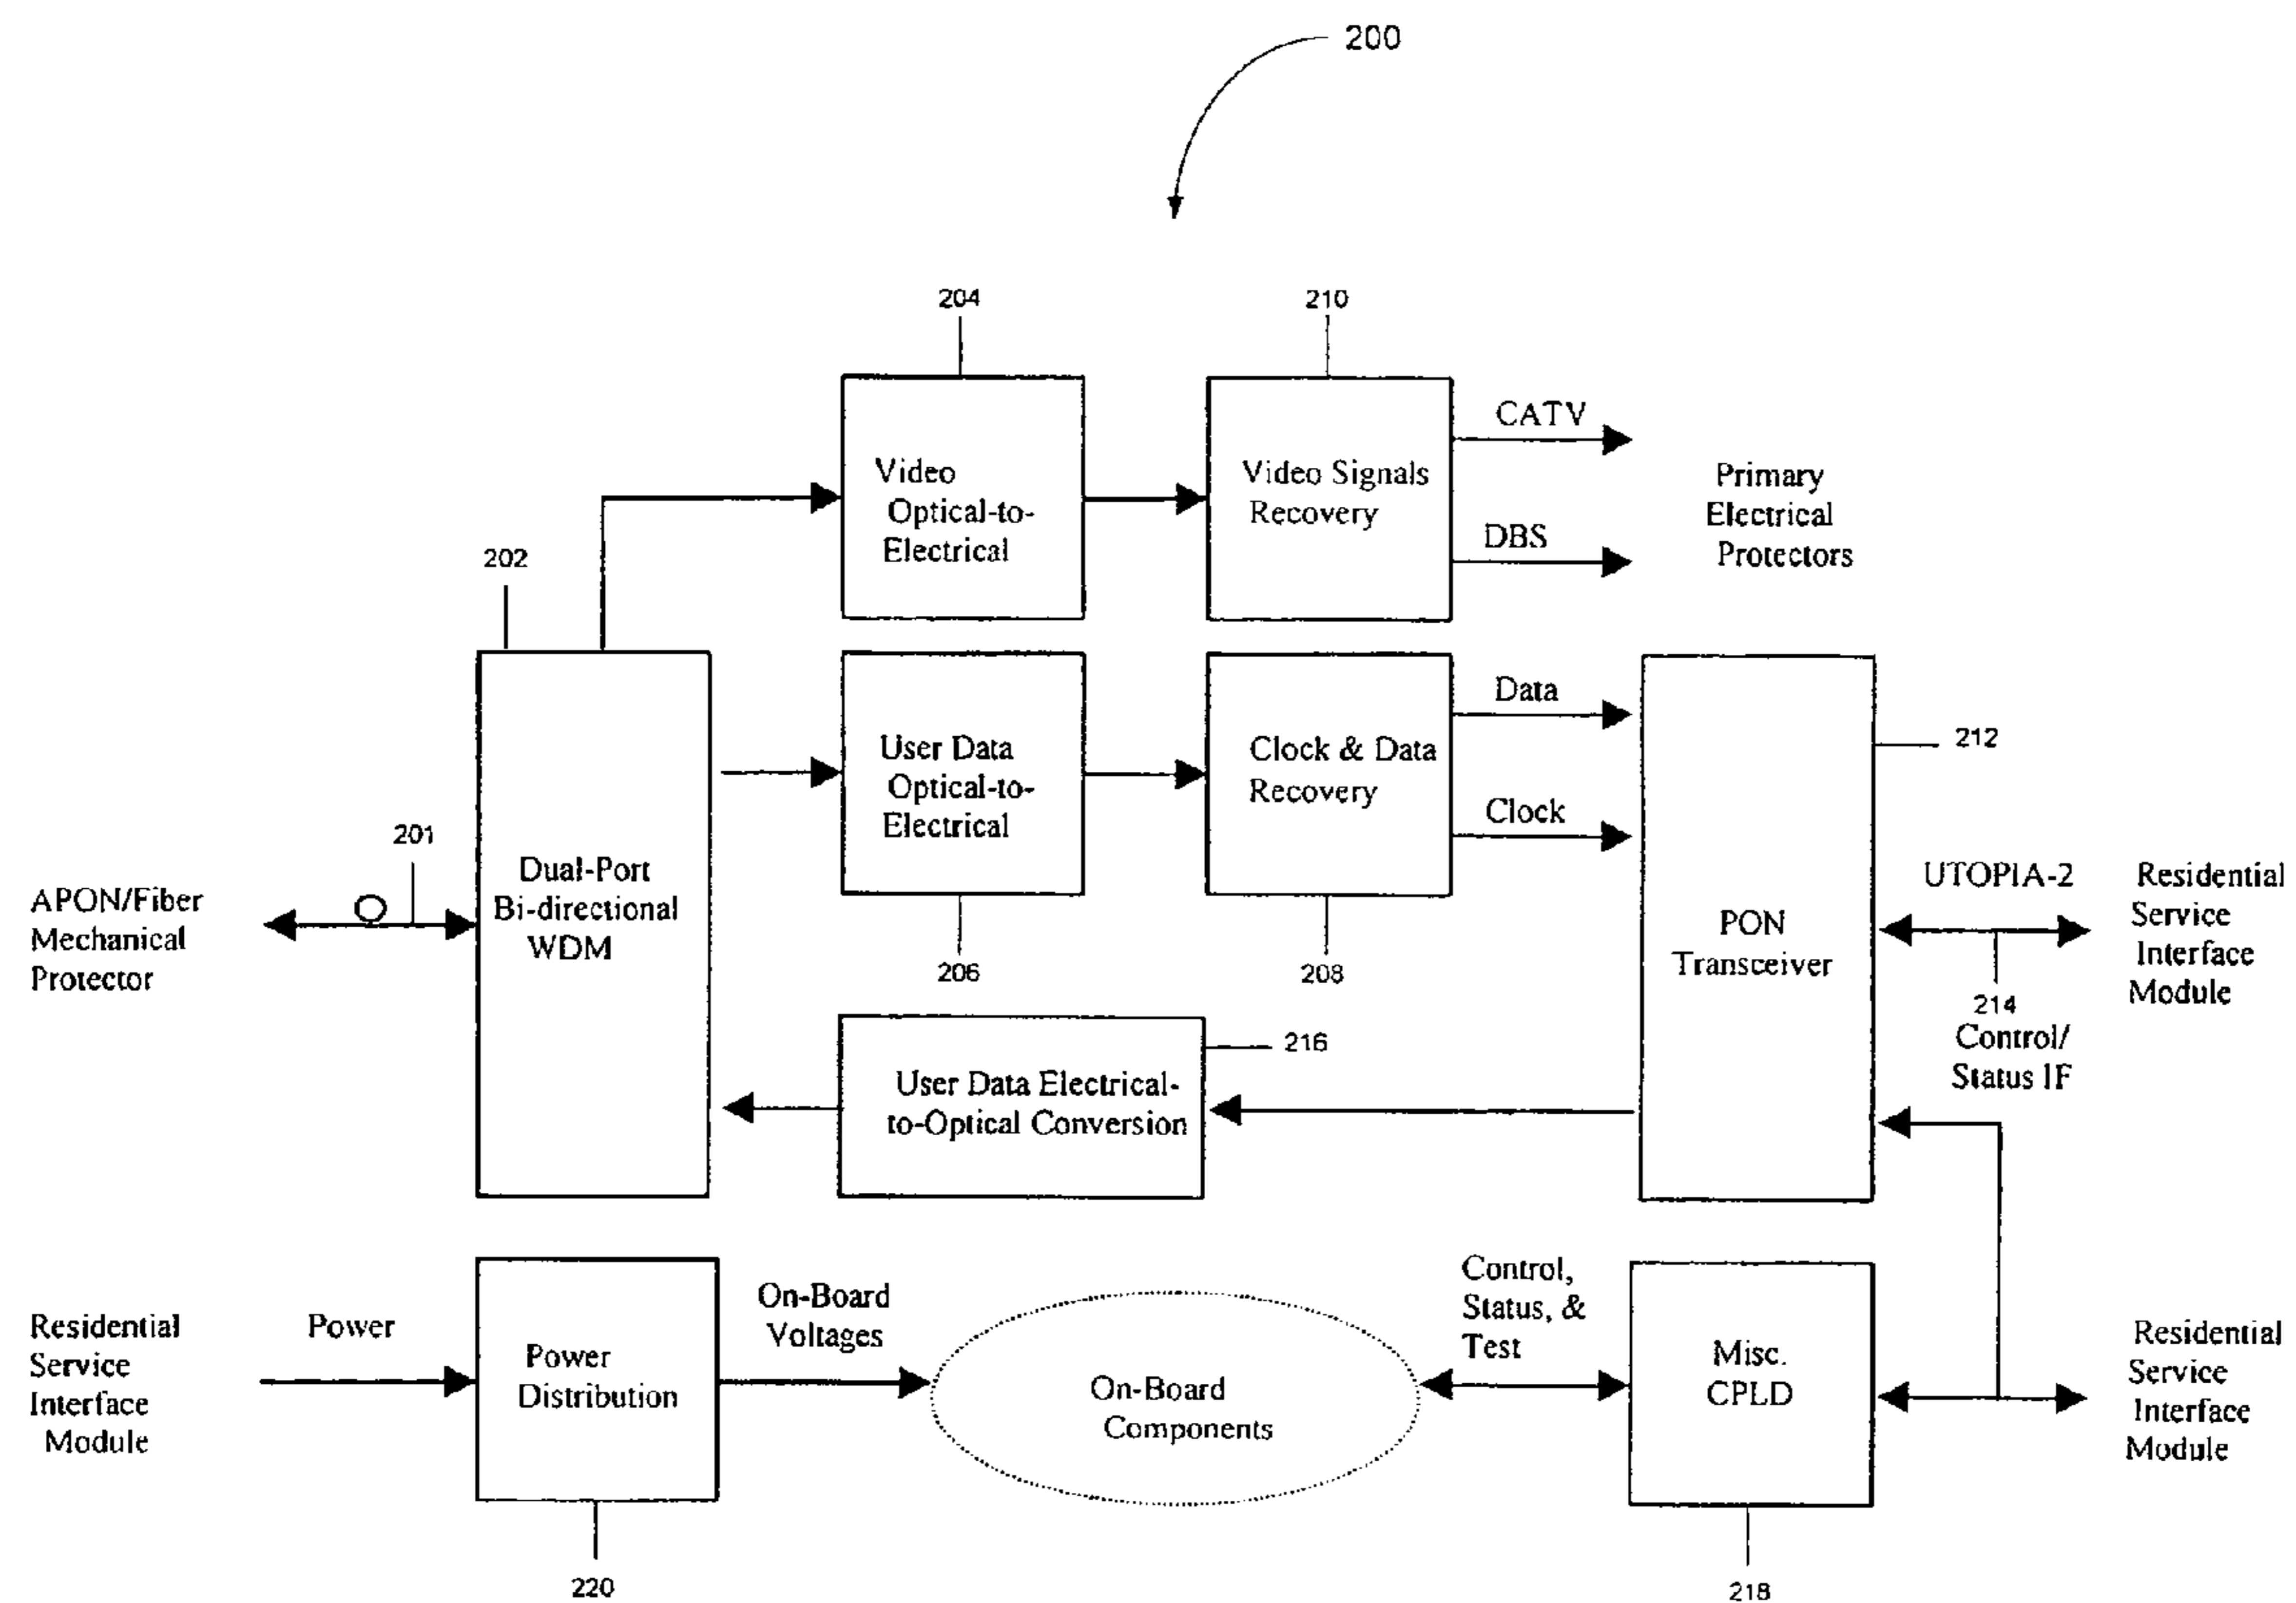 200
204
210
CATV
Video
Optical-to-
Electrical
Video Signals
Recovery
Primary
Electrical
Protectors
DBS
202
Data
212
User Data
Optical-to-
Electrical
Clock & Data
Recovery
Clock
201
APON/Fiber
Mechanical
Protector
Dual-Port
Bi-directional
WDM
206
208
PON
Transceiver
UTOPIA-2
214
Control/
Status IF
Residential
Service
Interface
Module
216
User Data Electrical-
to-Optical Conversion
Residential
Service
Interface
Module
Power
Power
Distribution
220
On-Board
Voltages
On-Board
Components
Control,
Status, &
Test
Misc.
CPLD
218
Residential
Service
Interface
Module